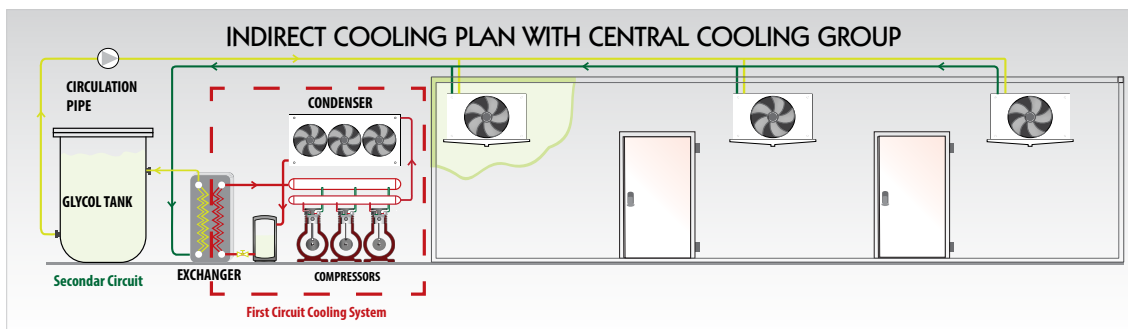 INDIRECT COOLING PLAN WITH CENTRAL COOLING GROUP
CIRCULATION
PIPE
CONDENSER
GLYCOL TANK
EXCHANGER
COMPRESSORS
Secondar Circuit
First Circuit Cooling System